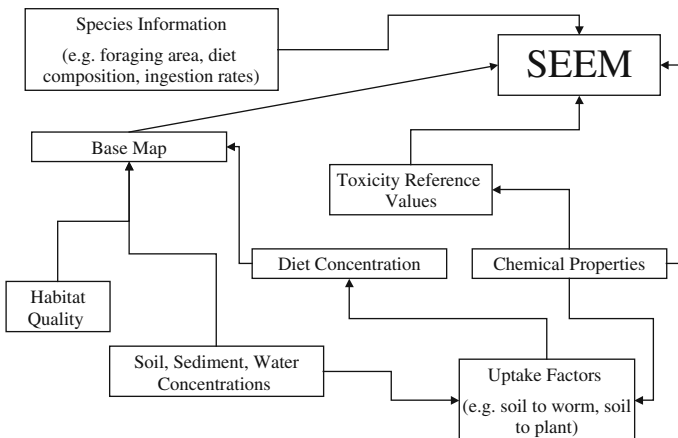 Species Information
(e.g. foraging area, diet
composition, ingestion rates)
SEEM
Base Map
Toxicity Reference
Values
Diet Concentration
Chemical Properties
Habitat
Quality
Soil, Sediment, Water
Concentrations
Uptake Factors
(e.g. soil to worm, soil
to plant)